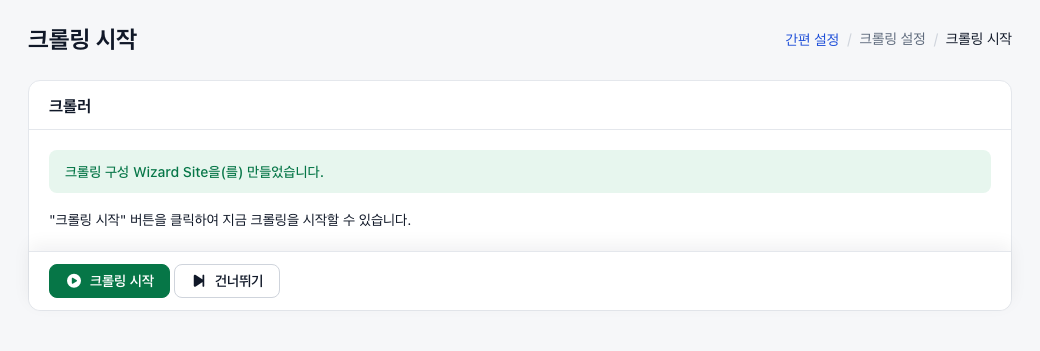 크롤링 시작
간편 설정 / 크롤링 설정 / 크롤링 시작
크롤러
크롤링 구성 Wizard Site을(를) 만들었습니다.
"크롤링 시작" 버튼을 클릭하여 지금 크롤링을 시작할 수 있습니다.
크롤링 시작 건너뛰기